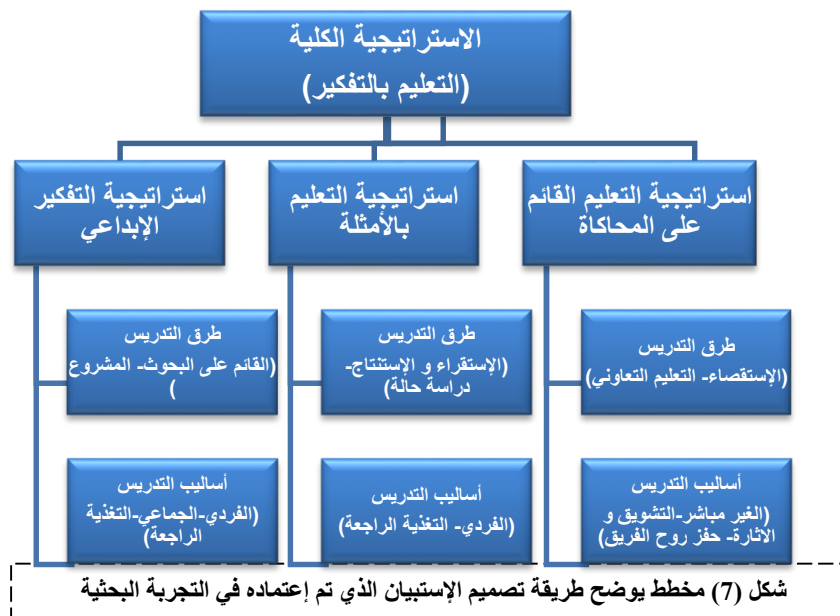 الاستراتيجية الكلية
(التعليم بالتفكير)
استراتيجية التعليم القائم
على المحاكاة
استراتيجية التعليم
بالأمثلة
استراتيجية التفكير
الإبداعي
طرق التدريس
(الإستقصاء- التعليم التعاوني)
طرق التدريس
(الإستقراء و الإستنتاج-
دراسة حالة)
طرق التدريس
(القائم على البحوث- المشروع
)
أساليب التدريس
(الغير مباشر-التشويق و
الاثارة- حفز روح الفريق)
أساليب التدريس
(الفردي- التغذية الراجعة)
أساليب التدريس
(الفردي-الجماعي-التغذية
الراجعة)
شكل (7) مخطط يوضح طريقة تصميم الإستبيان الذي تم إعتماده في التجربة البحثية